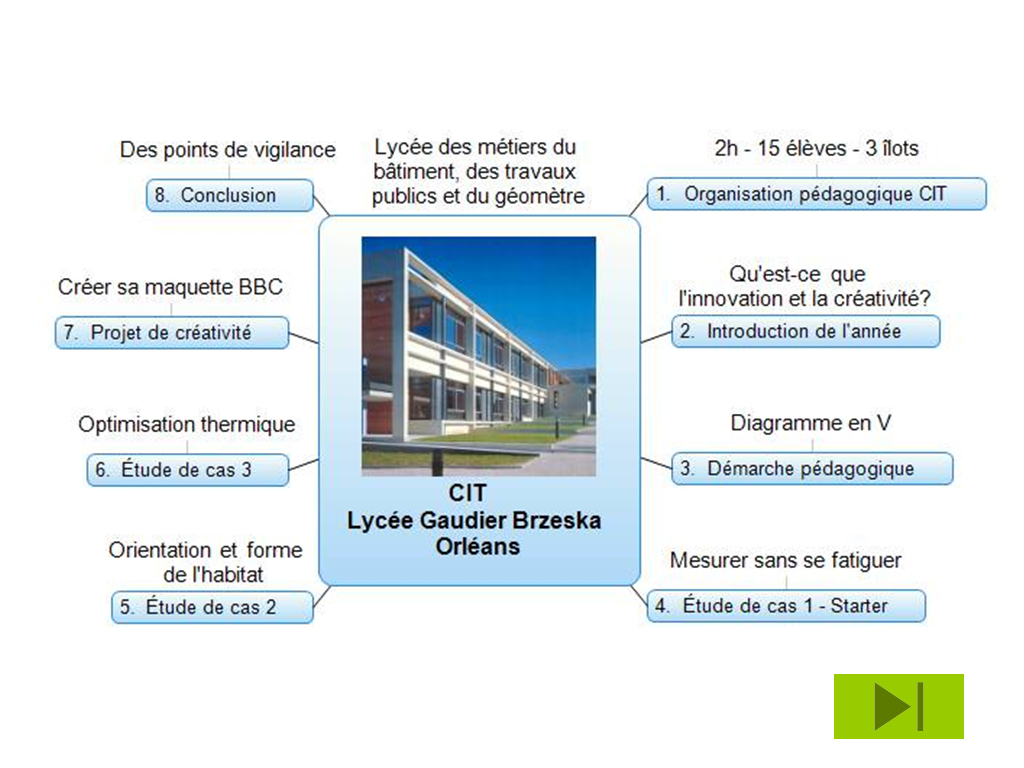 Lycée des métiers du
bâtiment, des travaux
publics et du géomètre
CIT
Lycée Gaudier Brzeska
Orléans
2h - 15 élèves - 3 îlots
1. Organisation pédagogique CIT
Qu'est-ce que
l'innovation et la créativité?
2. Introduction de l'année
Diagramme en V
3. Démarche pédagogique
Mesurer sans se fatiguer
4. Étude de cas 1 - Starter
Orientation et forme
de l'habitat
5. Étude de cas 2
Optimisation thermique
6. Étude de cas 3
Créer sa maquette BBC
7. Projet de créativité
Des points de vigilance
8. Conclusion